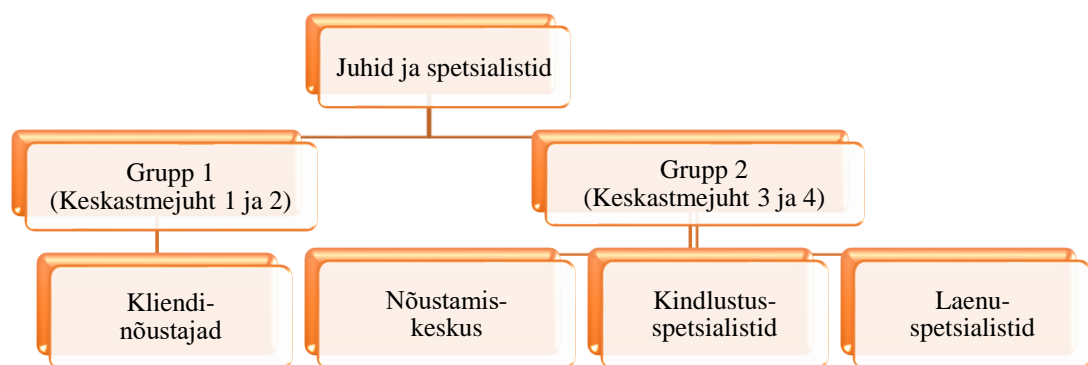 Juhid ja spetsialistid
Grupp 1
(Keskastmejuht 1 ja 2)
Grupp 2
(Keskastmejuht 3 ja 4)
Kliendi-
nõustajad
Nõustamis-
keskus
Kindlustus-
spetsialistid
Laenu-
spetsialistid